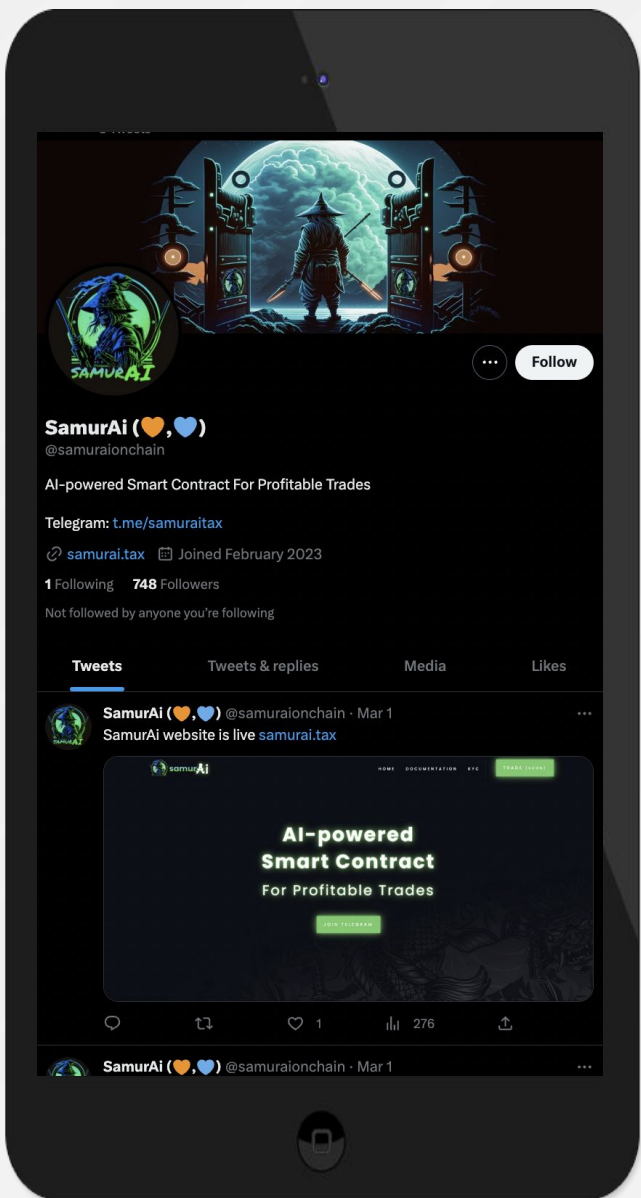 SAMURAI
Follow
SamurAi (🧡,💙)
@samuraionchain
AI-powered Smart Contract For Profitable Trades
Telegram: t.me/samuraitax
samurai.tax Joined February 2023
1 Following 748 Followers
Not followed by anyone you're following
Tweets Tweets & replies Media Likes
SamurAi (🧡,💙) @samuraionchain · Mar 1
SamurAi website is live samurai.tax
samurAi HOME DOCUMENTATION KYC TRADE (SOON)
AI-powered
Smart Contract
For Profitable Trades
JOIN TELEGRAM
1 276
SamurAi (🧡,💙) @samuraionchain · Mar 1